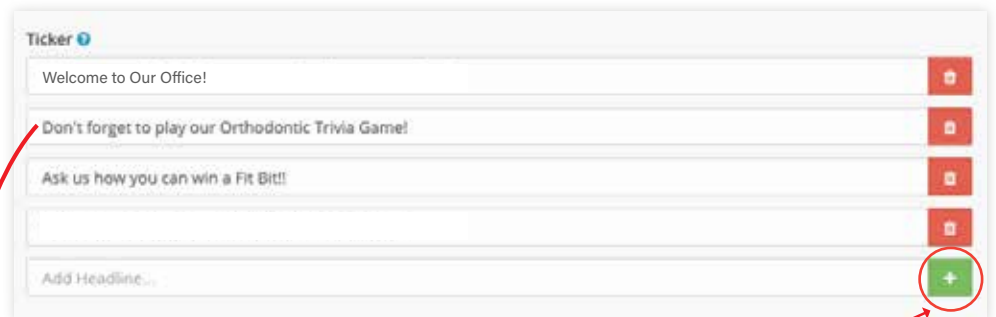 Ticker
Welcome to Our Office!
Don't forget to play our Orthodontic Trivia Game!
Ask us how you can win a Fit Bit!!
Add Headline...